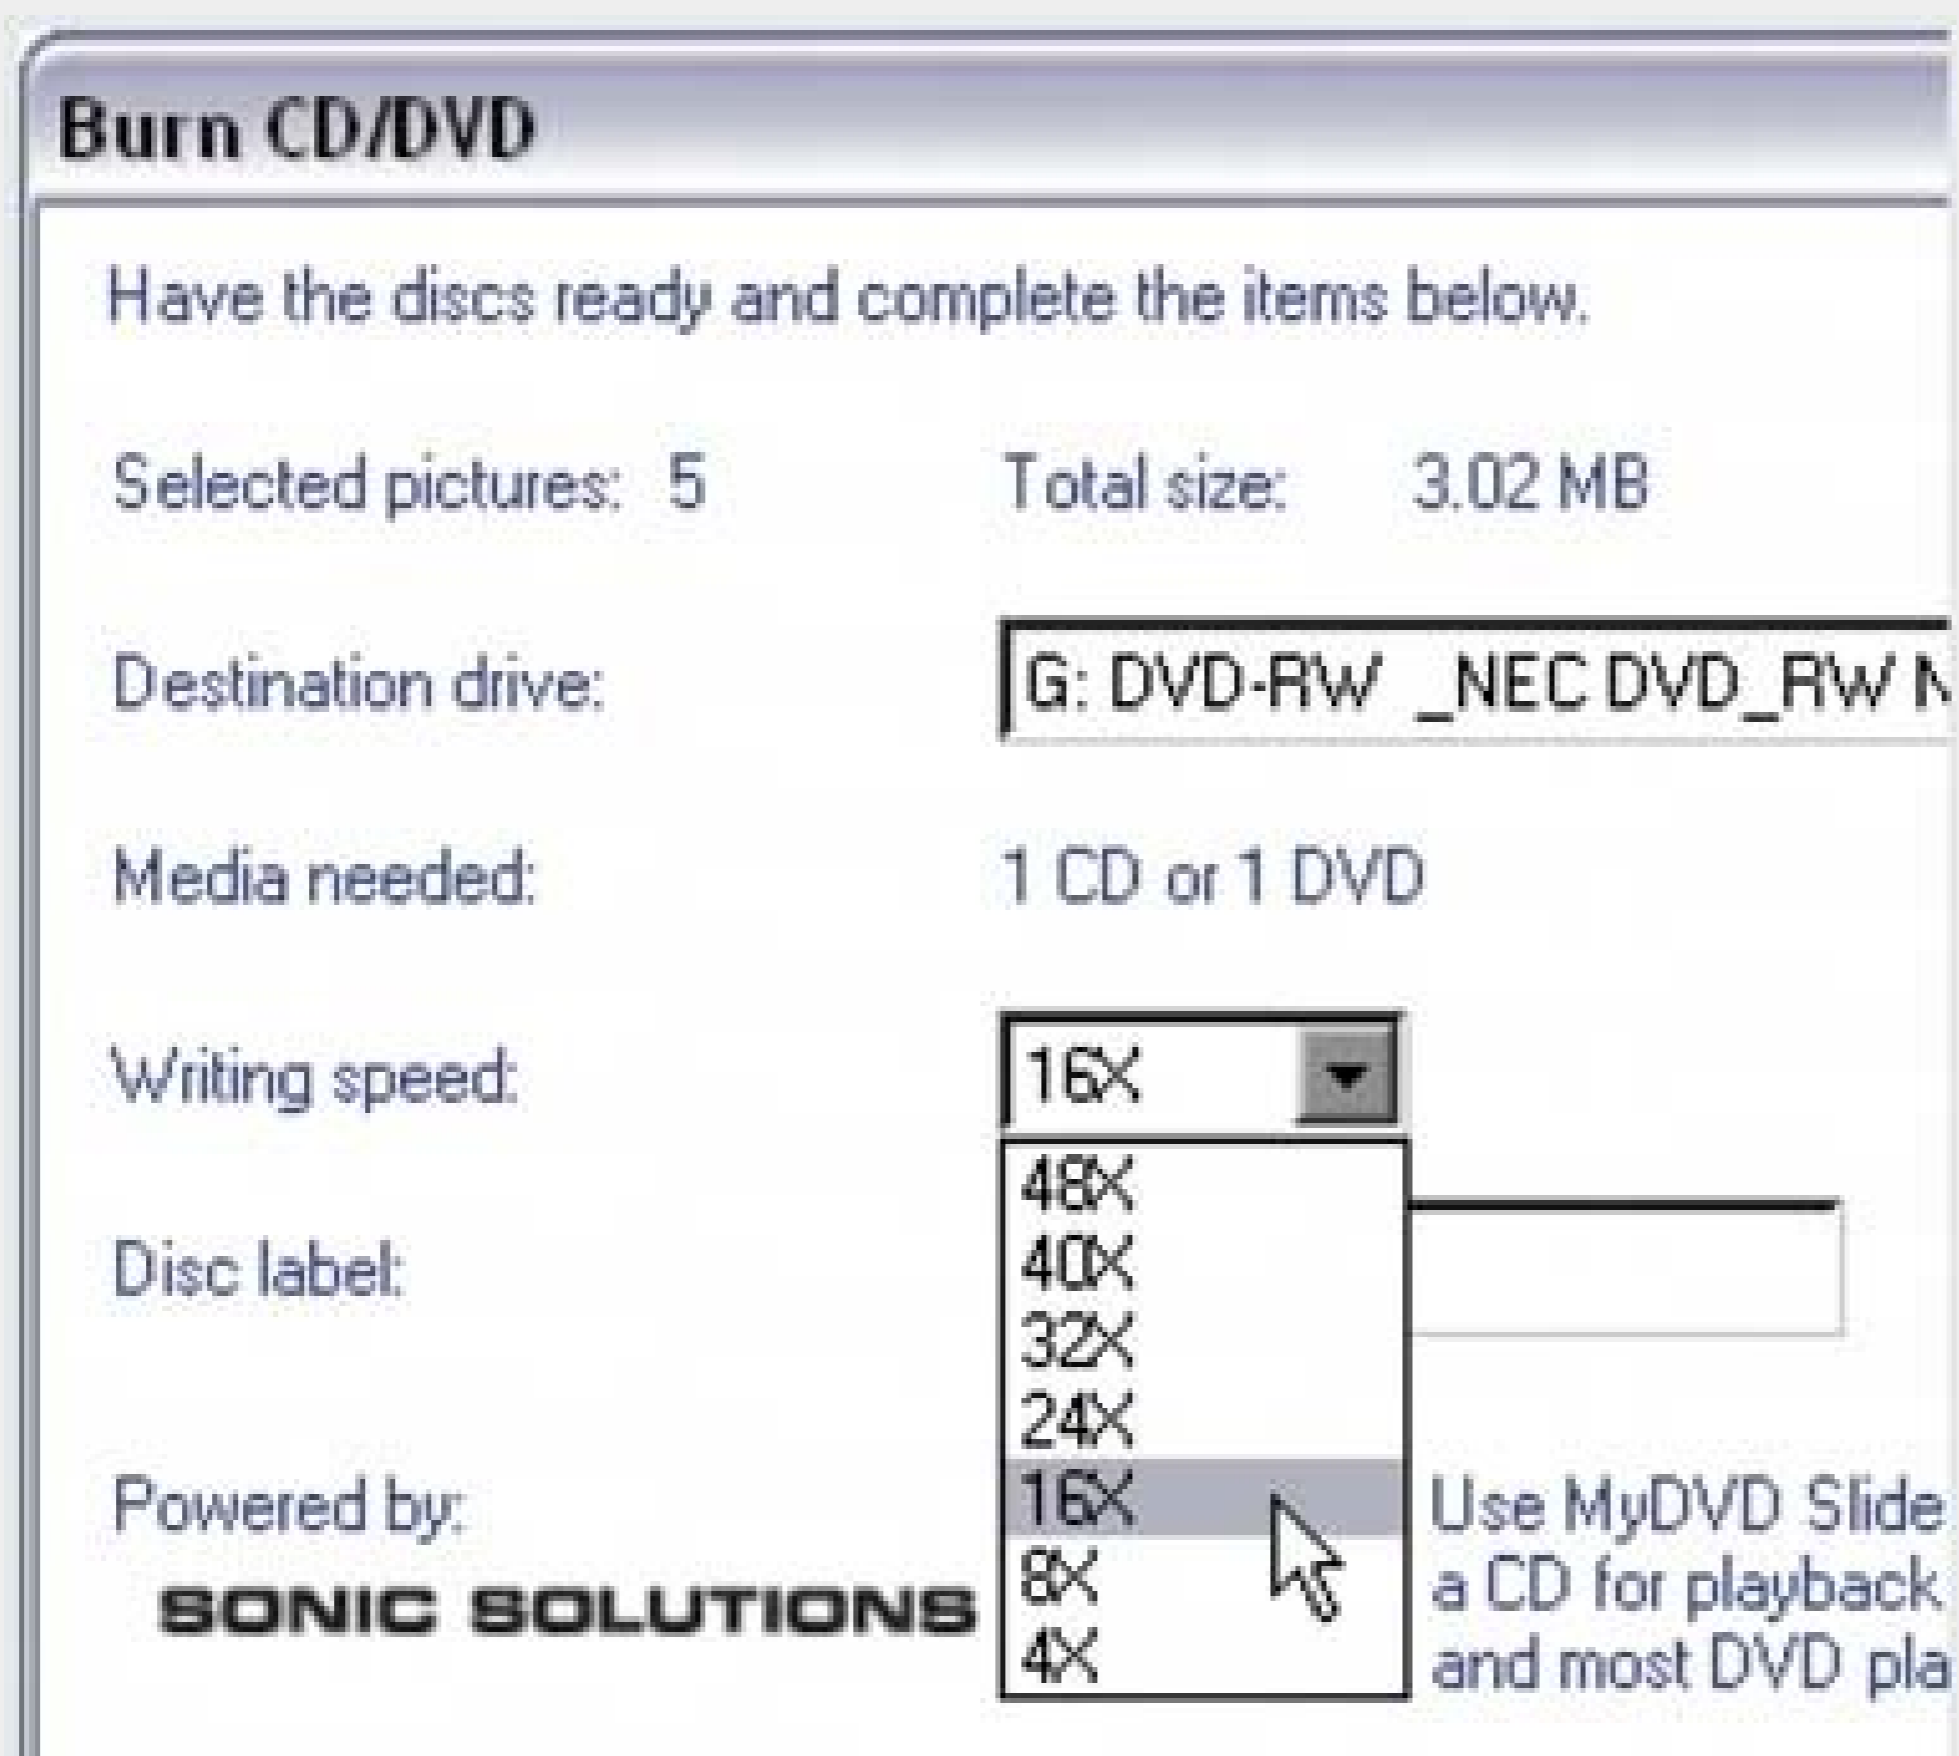 Burn CD/DVD
Have the discs ready and complete the items below.
Selected pictures: 5 Total size: 3.02 MB
Destination drive: G: DVD-RW _NEC DVD_RW N
Media needed: 1 CD or 1 DVD
Writing speed: 16X
48X
40X
32X
24X
16X
8X
4X
Disc label:
Powered by:
SONIC SOLUTIONS
Use MyDVD Slide
a CD for playback
and most DVD pla